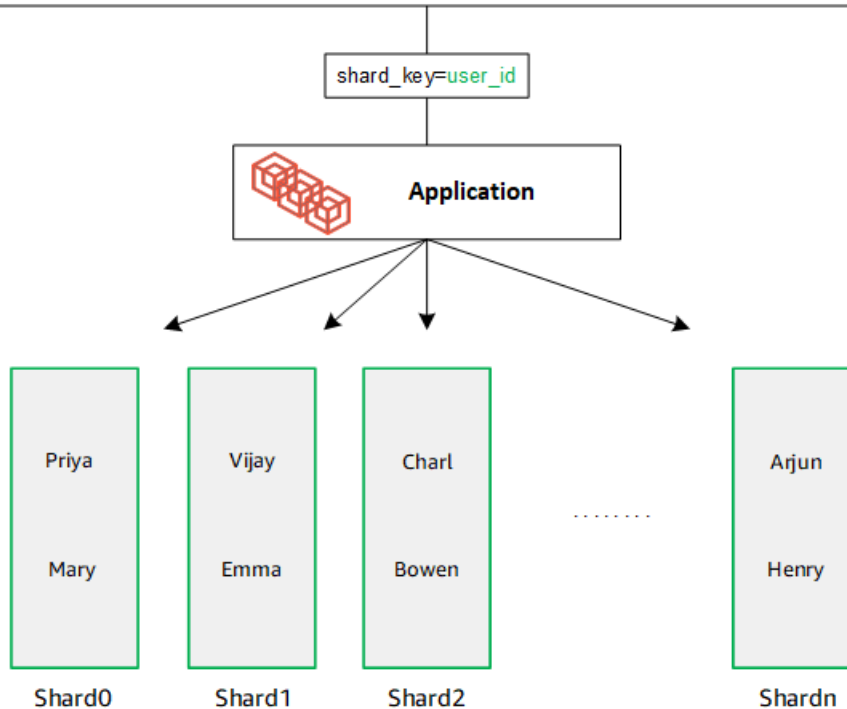 shard_key=user_id
Application
Priya
Vijay
Charl
Arjun
........
Mary
Emma
Bowen
Henry
Shard0
Shard1
Shard2
Shardn